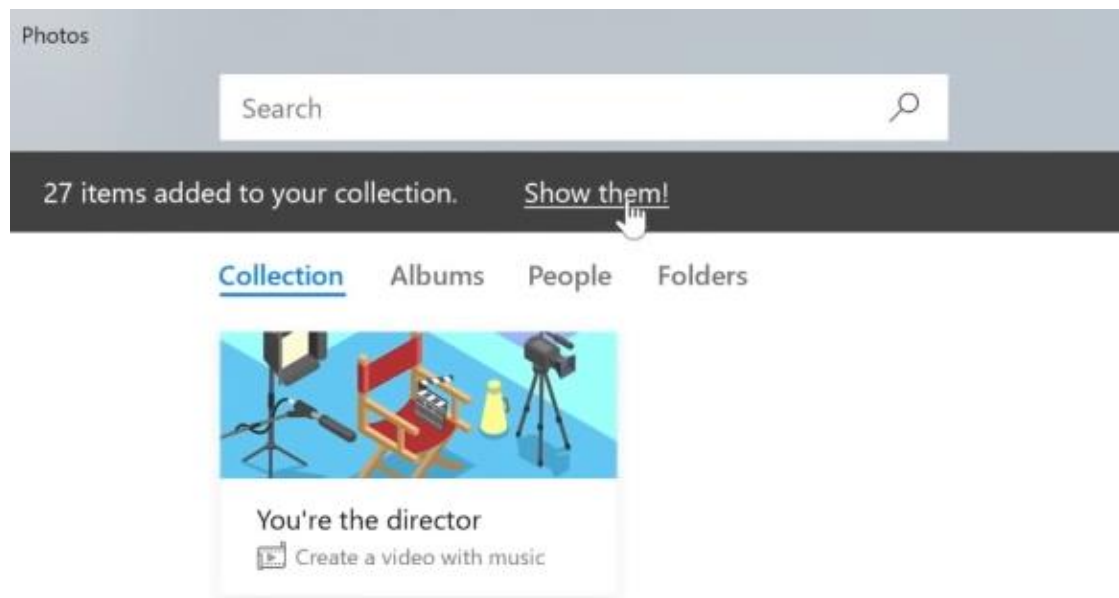 Photos
Search
27 items added to your collection. Show them!
Collection Albums People Folders
You're the director
Create a video with music